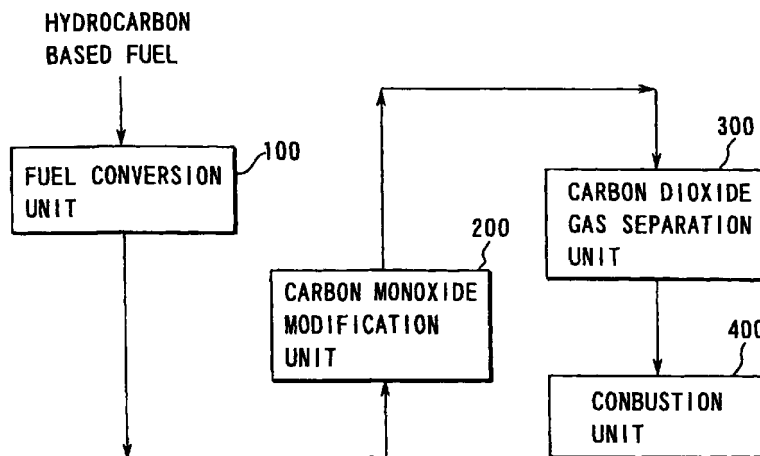 HYDROCARBON
BASED FUEL
100
FUEL CONVERSION
UNIT
200
CARBON MONOXIDE
MODIFICATION
UNIT
300
CARBON DIOXIDE
GAS SEPARATION
UNIT
400
CONBUSTION
UNIT